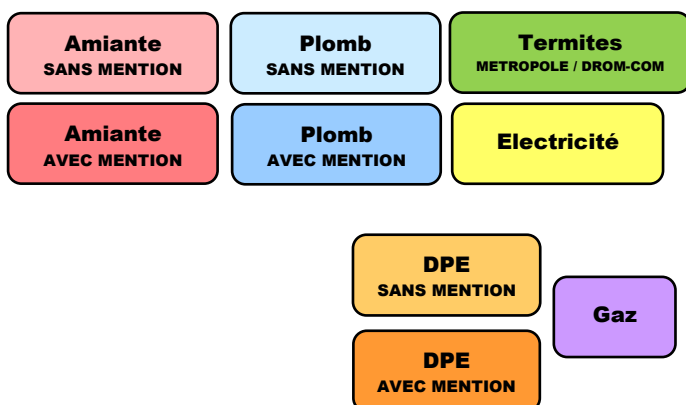 Amiante
SANS MENTION
Plomb
SANS MENTION
Termites
METROPOLE / DROM-COM
Amiante
AVEC MENTION
Plomb
AVEC MENTION
Electricité
DPE
SANS MENTION
Gaz
DPE
AVEC MENTION